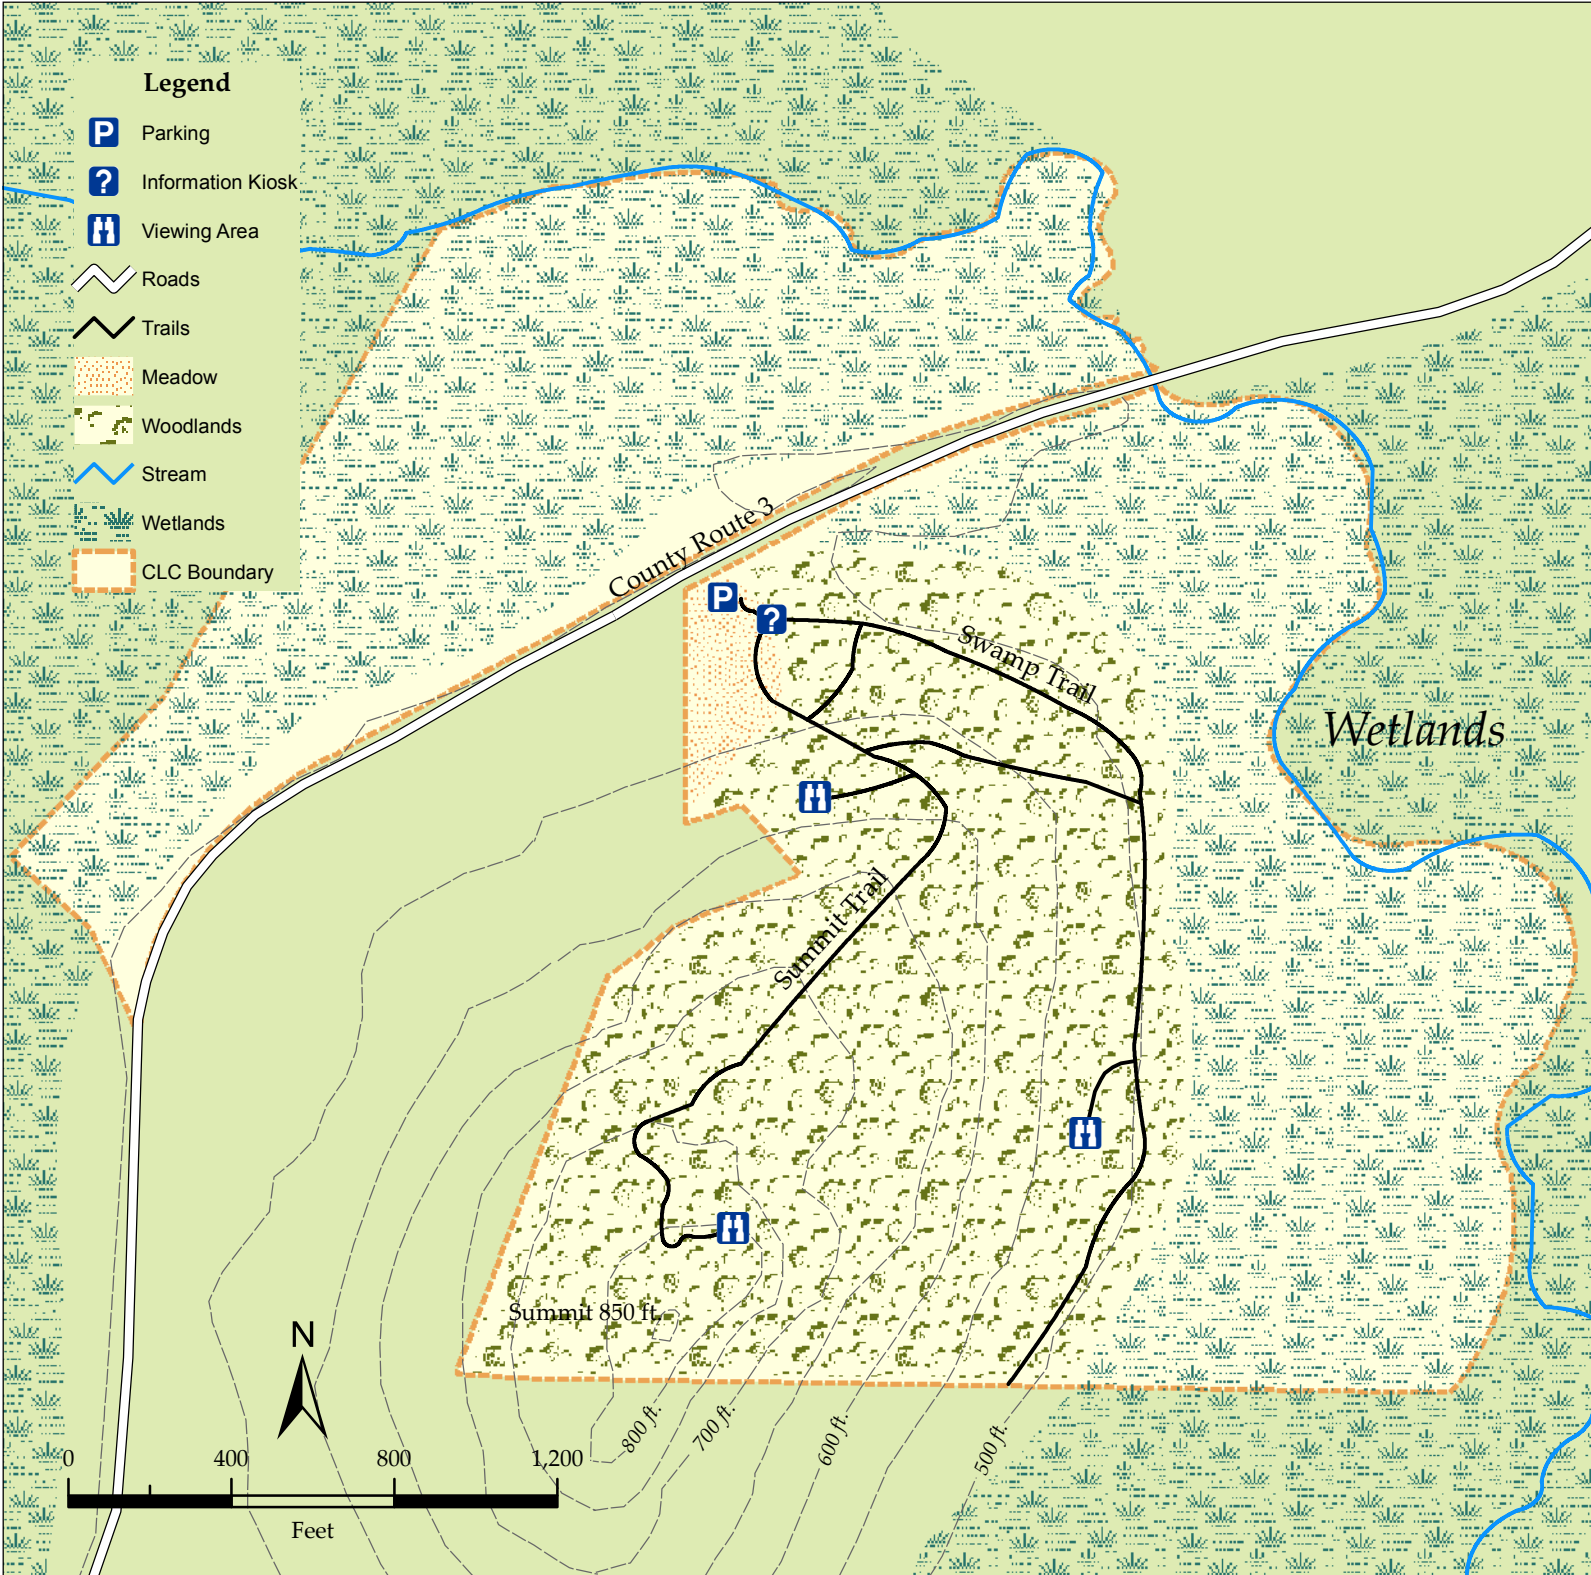 Legend
P
Parking
?
Information Kiosk
Viewing Area
Roads
Trails
Meadow
Woodlands
Stream
Wetlands
CLC Boundary
County Route 3
P
?
Swamp Trail
Wetlands
Summit Trail
Summit 850 ft.
N
800 ft.
700 ft.
600 ft.
500 ft.
0 400 800 1,200
Feet